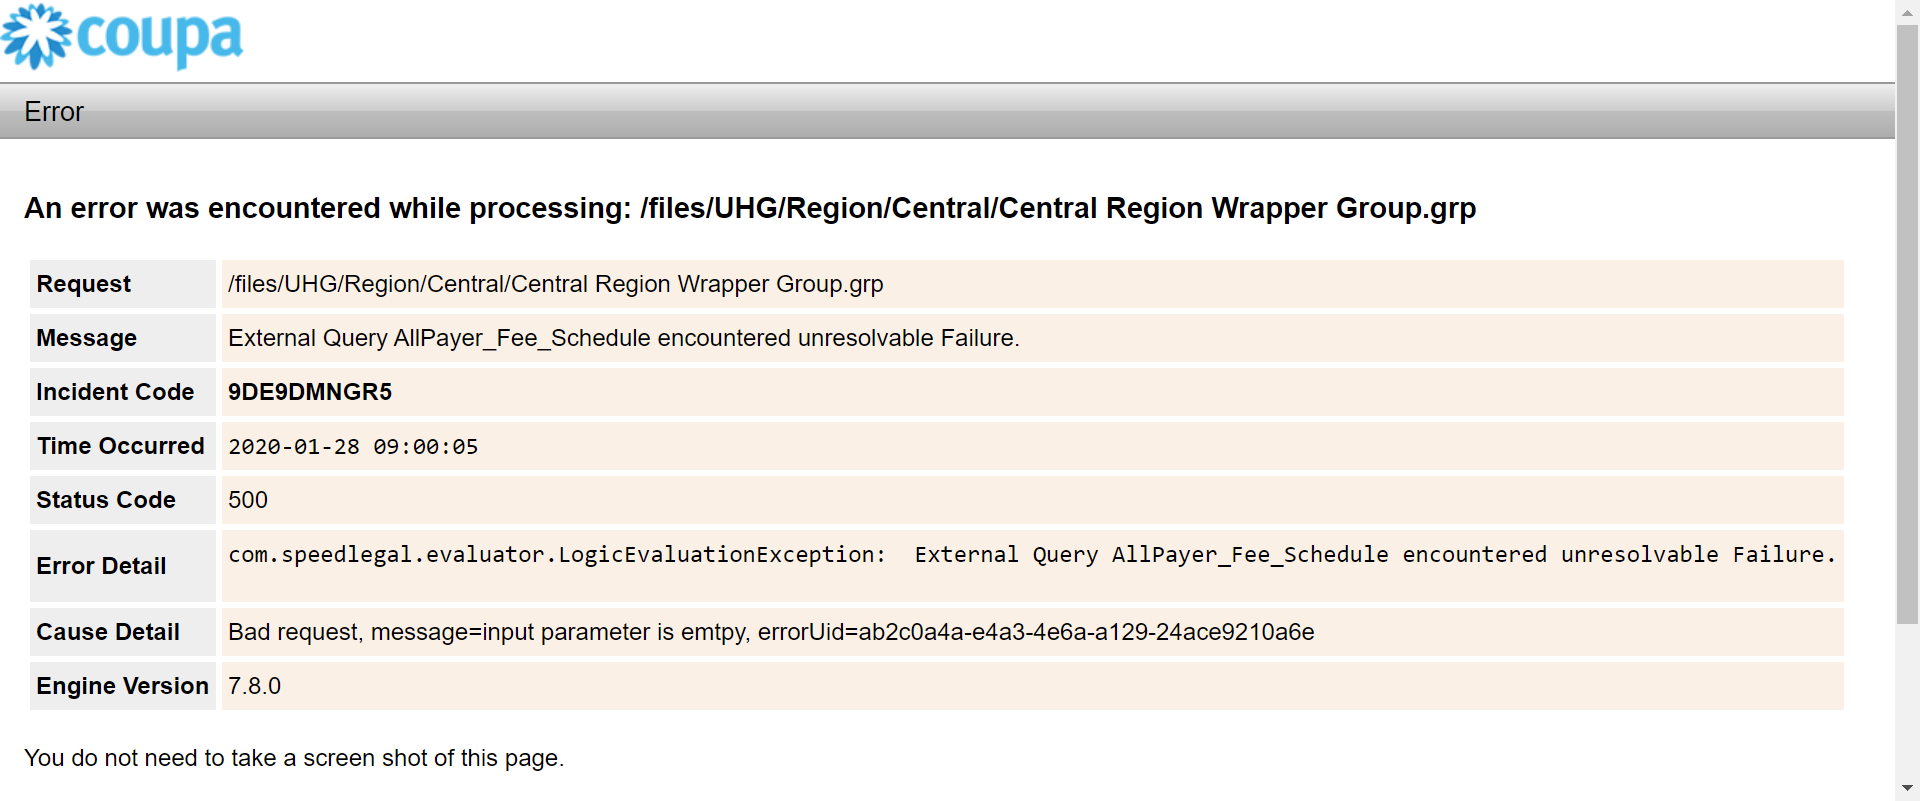 coupa
Error
An error was encountered while processing: /files/UHG/Region/Central/Central Region Wrapper Group.grp
Request /files/UHG/Region/Central/Central Region Wrapper Group.grp
Message External Query AllPayer_Fee_Schedule encountered unresolvable Failure.
Incident Code 9DE9DMNGR5
Time Occurred 2020-01-28 09:00:05
Status Code 500
Error Detail com.speedlegal.evaluator.LogicEvaluationException:  External Query AllPayer_Fee_Schedule encountered unresolvable Failure.
Cause Detail Bad request, message=input parameter is emtpy, errorUid=ab2c0a4a-e4a3-4e6a-a129-24ace9210a6e
Engine Version 7.8.0
You do not need to take a screen shot of this page.